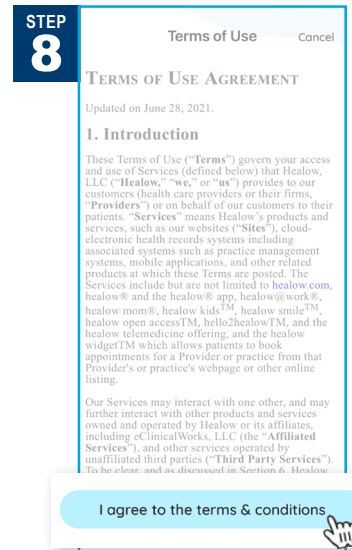 STEP
8
Terms of Use
Cancel
TERMS OF USE AGREEMENT
Updated on June 28, 2021.
1. Introduction
These Terms of Use (“Terms”) govern your access
and use of Services (defined below) that Healow,
LLC (“Healow,” “we,” or “us”) provides to our
customers (health care providers or their firms,
“Providers”) or on behalf of our customers to their
patients. “Services” means Healow’s products and
services, such as our websites (“Sites”), cloud-
electronic health records systems including
associated systems such as practice management
systems, mobile applications, and other related
products at which these Terms are posted. The
Services include but are not limited to healow.com,
healow® and the healow® app, healow@work®,
healow mom®, healow kids™, healow smile™,
healow open accessTM, hello2healowTM, and the
healow telemedicine offering, and the healow
widgetTM which allows patients to book
appointments for a Provider or practice from that
Provider's or practice's webpage or other online
listing.
Our Services may interact with one other, and may
further interact with other products and services
owned and operated by Healow or its affiliates,
including eClinicalWorks, LLC (the “Affiliated
Services”), and other services operated by
unaffiliated third parties (“Third Party Services”).
To be clear, and as discussed in Section 6, Healow
I agree to the terms & conditions